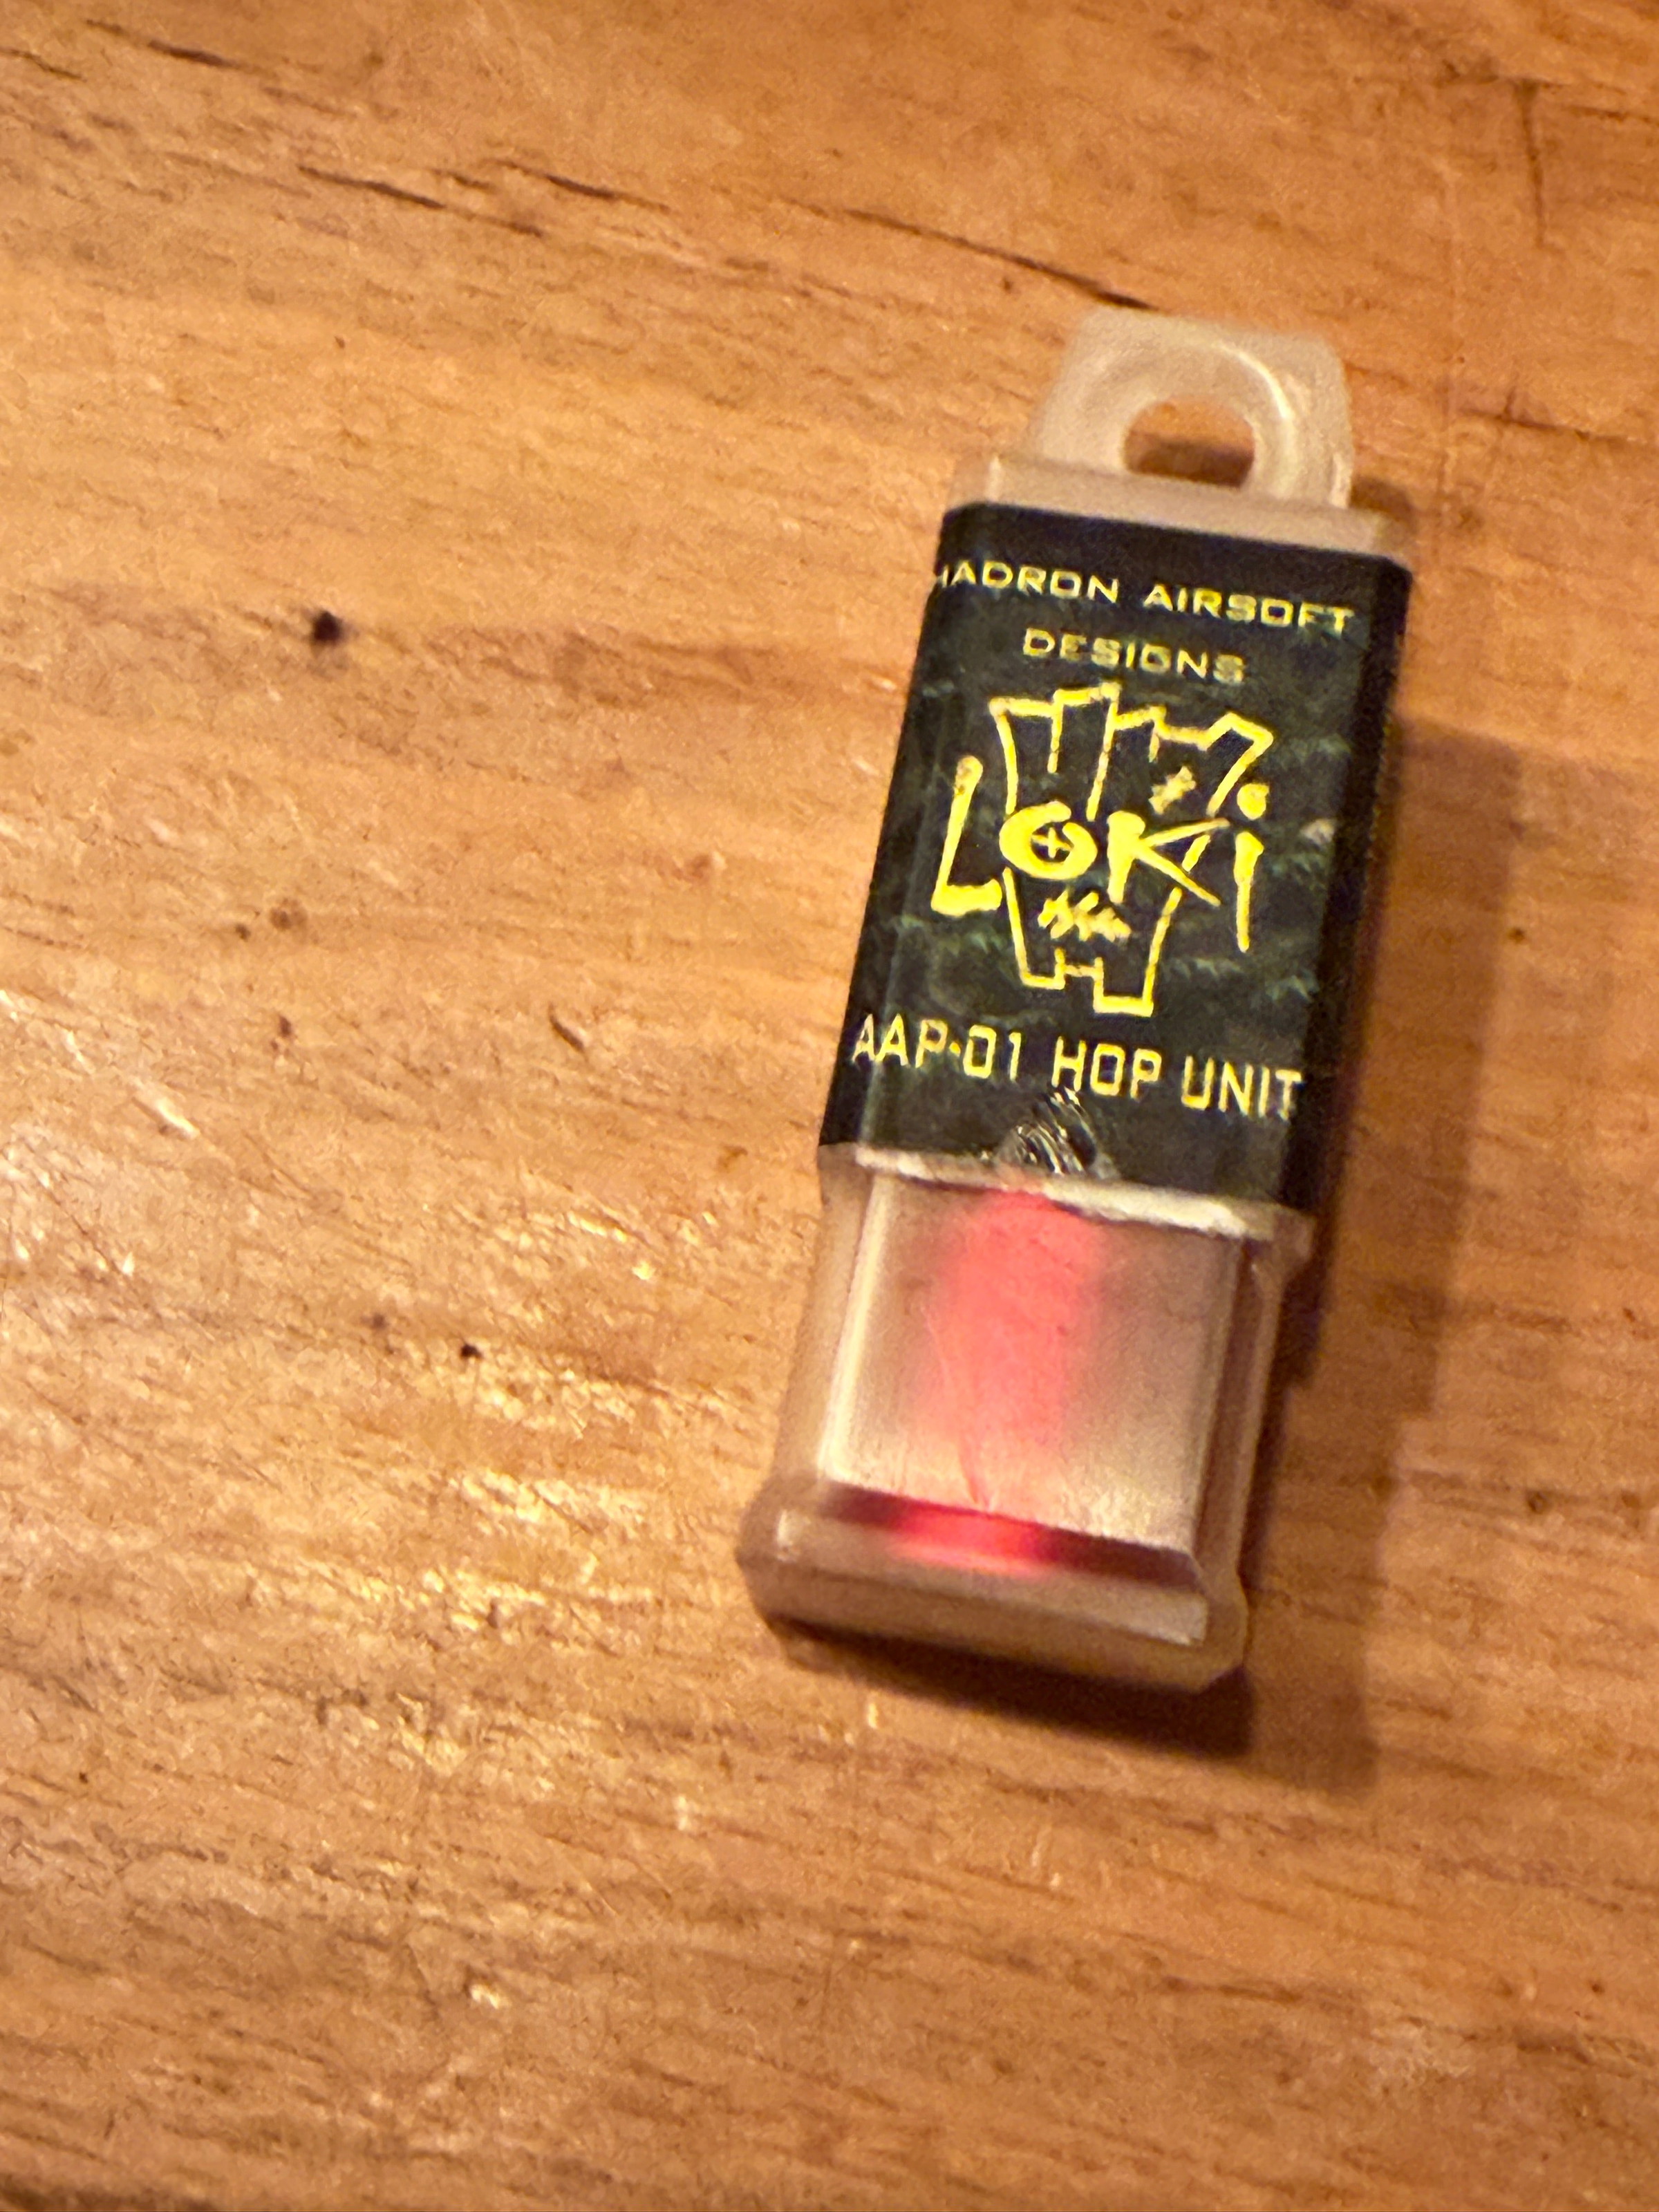 HADRON AIRSOFT
DESIGNS
LOKi
AAP-01 HOP UNIT